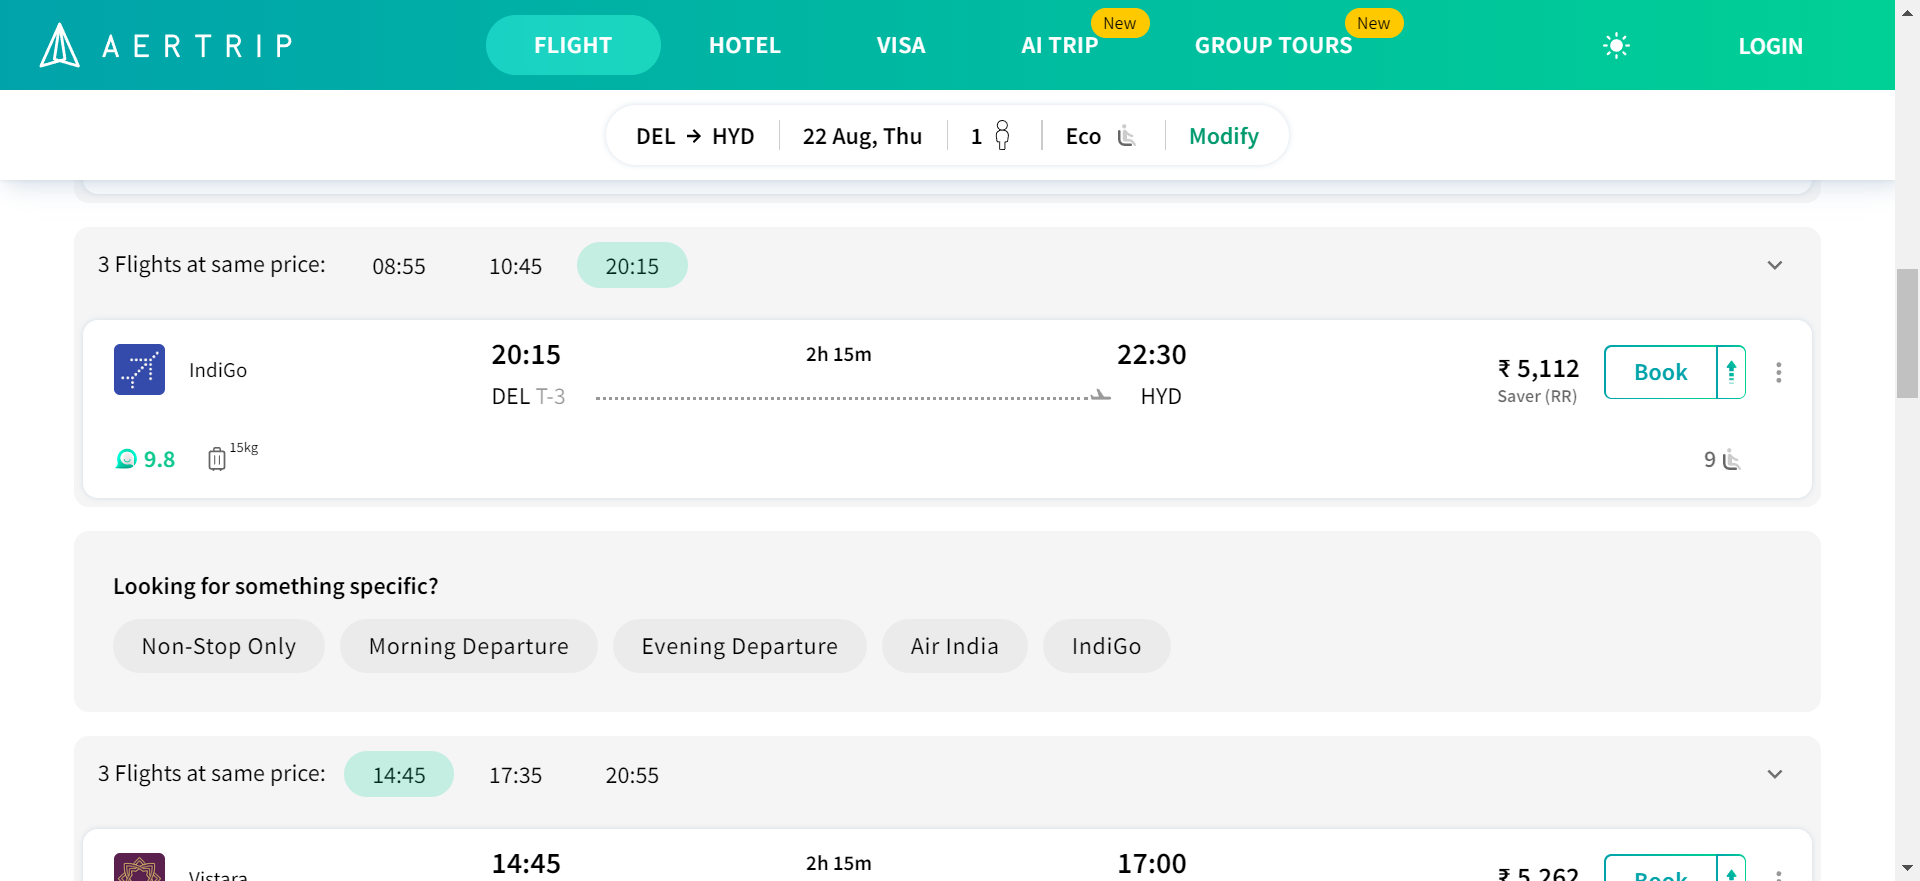 AERTRIP
FLIGHT
HOTEL
VISA
AI TRIP
New
GROUP TOURS
New
LOGIN
DEL → HYD
22 Aug, Thu
1
Eco
Modify
3 Flights at same price:
08:55
10:45
20:15
IndiGo
20:15
DEL T-3
2h 15m
22:30
HYD
₹ 5,112
Saver (RR)
Book
9.8
15kg
9
Looking for something specific?
Non-Stop Only
Morning Departure
Evening Departure
Air India
IndiGo
3 Flights at same price:
14:45
17:35
20:55
Vistara
14:45
2h 15m
17:00
₹ 5,262
Book